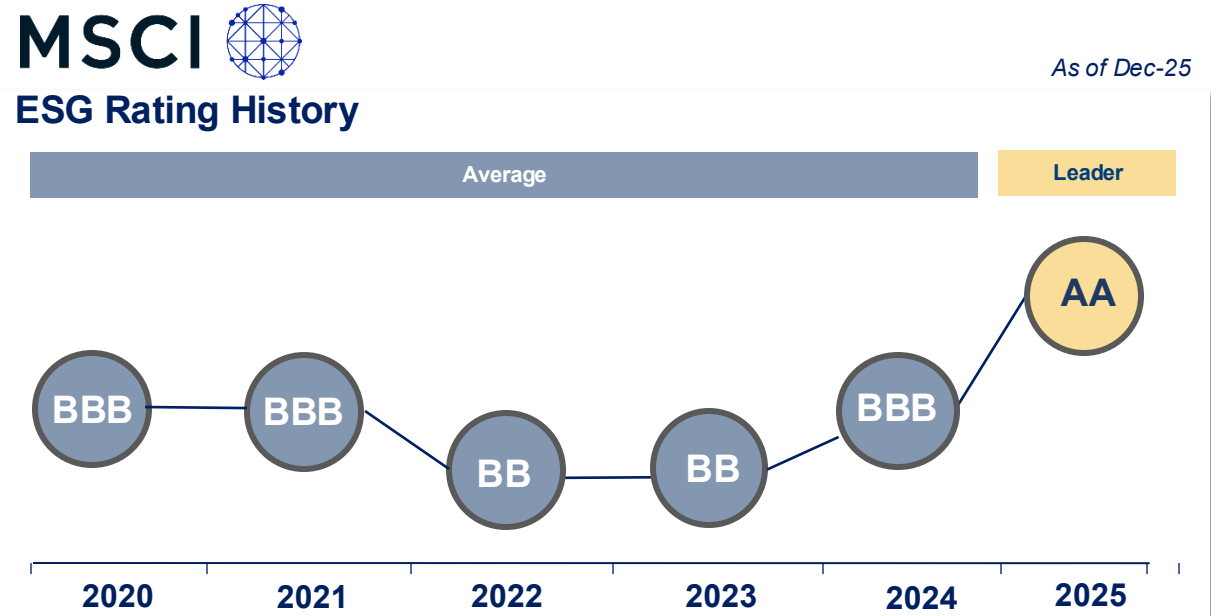 MSCI
As of Dec-25
ESG Rating History
Average
Leader
AA
BBB
BBB
BB
BB
BBB
2020
2021
2022
2023
2024
2025